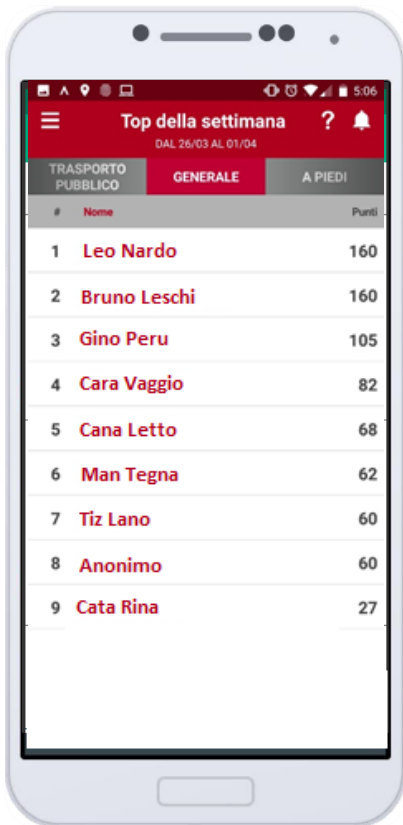 5:06
Top della settimana ?
DAL 26/03 AL 01/04
TRASPORTO
PUBBLICO
GENERALE
A PIEDI
# Nome Punti
1 Leo Nardo 160
2 Bruno Leschi 160
3 Gino Peru 105
4 Cara Vaggio 82
5 Cana Letto 68
6 Man Tegna 62
7 Tiz Lano 60
8 Anonimo 60
9 Cata Rina 27